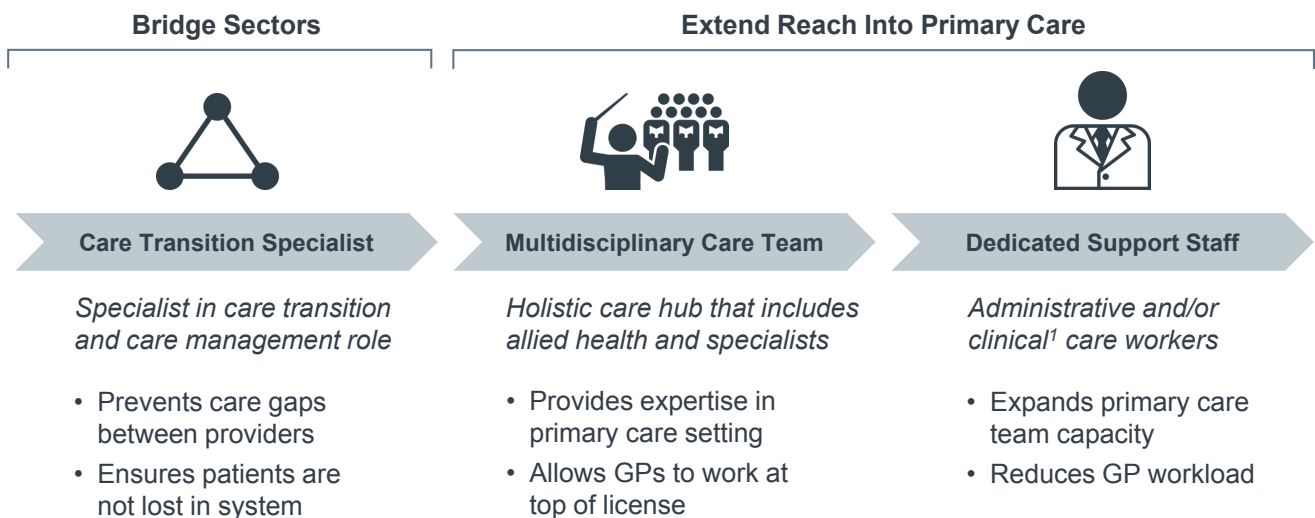 Bridge Sectors
Extend Reach Into Primary Care
Care Transition Specialist
Multidisciplinary Care Team
Dedicated Support Staff
Specialist in care transition
and care management role
• Prevents care gaps
between providers
• Ensures patients are
not lost in system
Holistic care hub that includes
allied health and specialists
• Provides expertise in
primary care setting
• Allows GPs to work at
top of license
Administrative and/or
clinical¹ care workers
• Expands primary care
team capacity
• Reduces GP workload